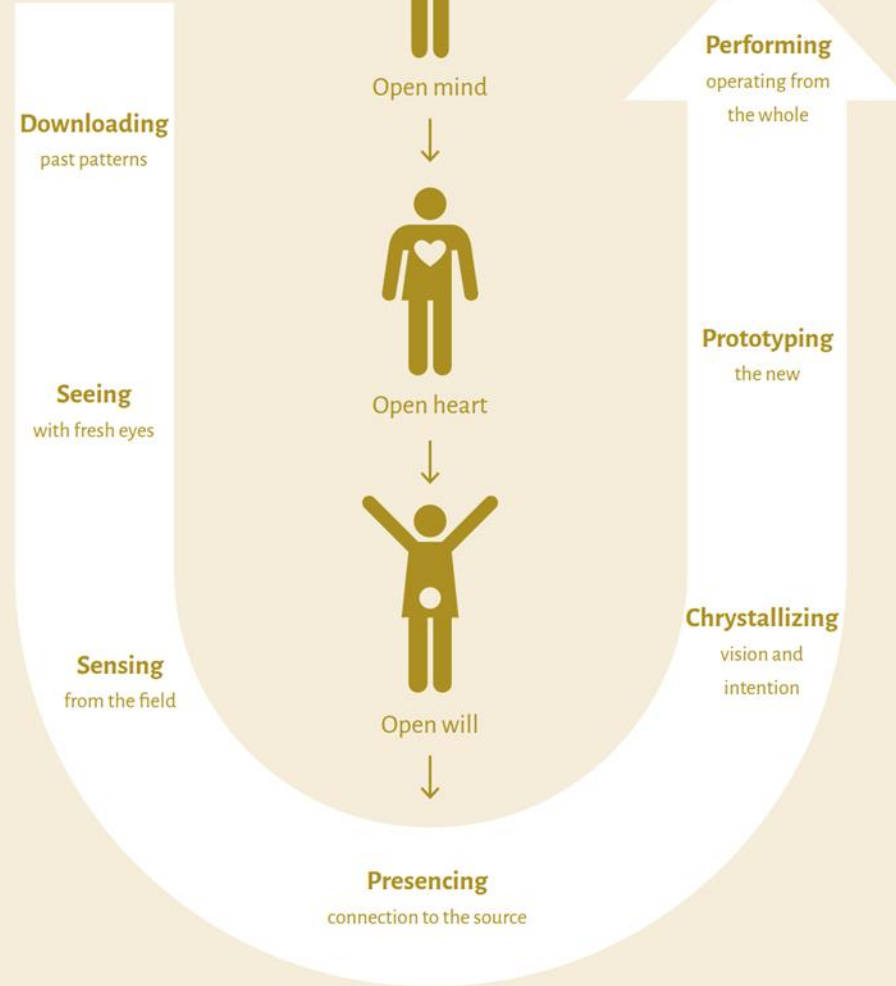 Downloading
past patterns
Seeing
with fresh eyes
Sensing
from the field
Open mind
Open heart
Open will
Presencing
connection to the source
Performing
operating from
the whole
Prototyping
the new
Chrystallizing
vision and
intention